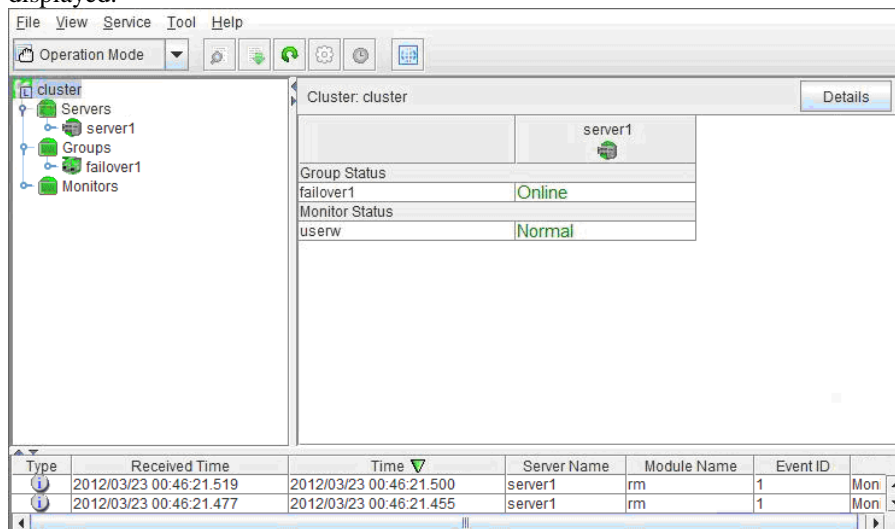 displayed.
File View Service Tool Help
Operation Mode
cluster
Servers
server1
Groups
failover1
Monitors
Cluster: cluster
Details
server1
Group Status
failover1 Online
Monitor Status
userw Normal
Type Received Time Time Server Name Module Name Event ID
2012/03/23 00:46:21.519 2012/03/23 00:46:21.500 server1 rm 1 Moni
2012/03/23 00:46:21.477 2012/03/23 00:46:21.455 server1 rm 1 Moni